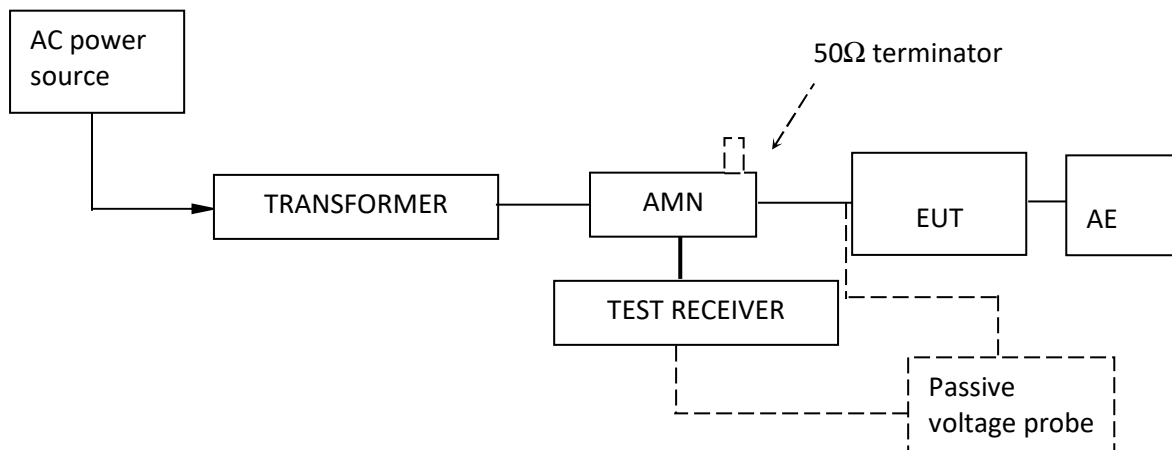 AC power
source
50Ω terminator
TRANSFORMER
AMN
EUT
AE
TEST RECEIVER
Passive
voltage probe